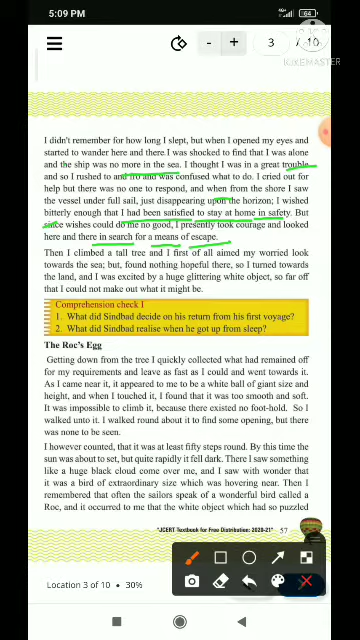 5:09 PM
4G+
64
3
/ 10
KINEMASTER
I didn't remember for how long I slept, but when I opened my eyes and
started to wander here and there. I was shocked to find that I was alone
and the ship was no more in the sea. I thought I was in a great trouble
and so I rushed to and fro and was confused what to do. I cried out for
help but there was no one to respond, and when from the shore I saw
the vessel under full sail, just disappearing upon the horizon; I wished
bitterly enough that I had been satisfied to stay at home in safety. But
since wishes could do me no good, I presently took courage and looked
here and there in search for a means of escape.
Then I climbed a tall tree and I first of all aimed my worried look
towards the sea; but, found nothing hopeful there, so I turned towards
the land, and I was excited by a huge glittering white object, so far off
that I could not make out what it might be.
Comprehension check I
1. What did Sindbad decide on his return from his first voyage?
2. What did Sindbad realise when he got up from sleep?
The Roc's Egg
Getting down from the tree I quickly collected what had remained off
for my requirements and leave as fast as I could and went towards it.
As I came near it, it appeared to me to be a white ball of giant size and
height, and when I touched it, I found that it was too smooth and soft.
It was impossible to climb it, because there existed no foot-hold. So I
walked unto it. I walked round about it to find some opening, but there
was none to be seen.
I however counted, that it was at least fifty steps round. By this time the
sun was about to set, but quite rapidly it fell dark. There I saw something
like a huge black cloud come over me, and I saw with wonder that
it was a bird of extraordinary size which was hovering near. Then I
remembered that often the sailors speak of a wonderful bird called a
Roc, and it occurred to me that the white object which had so puzzled
"JCERT Textbook for Free Distribution: 2020-21"
57
Location 3 of 10 • 30%